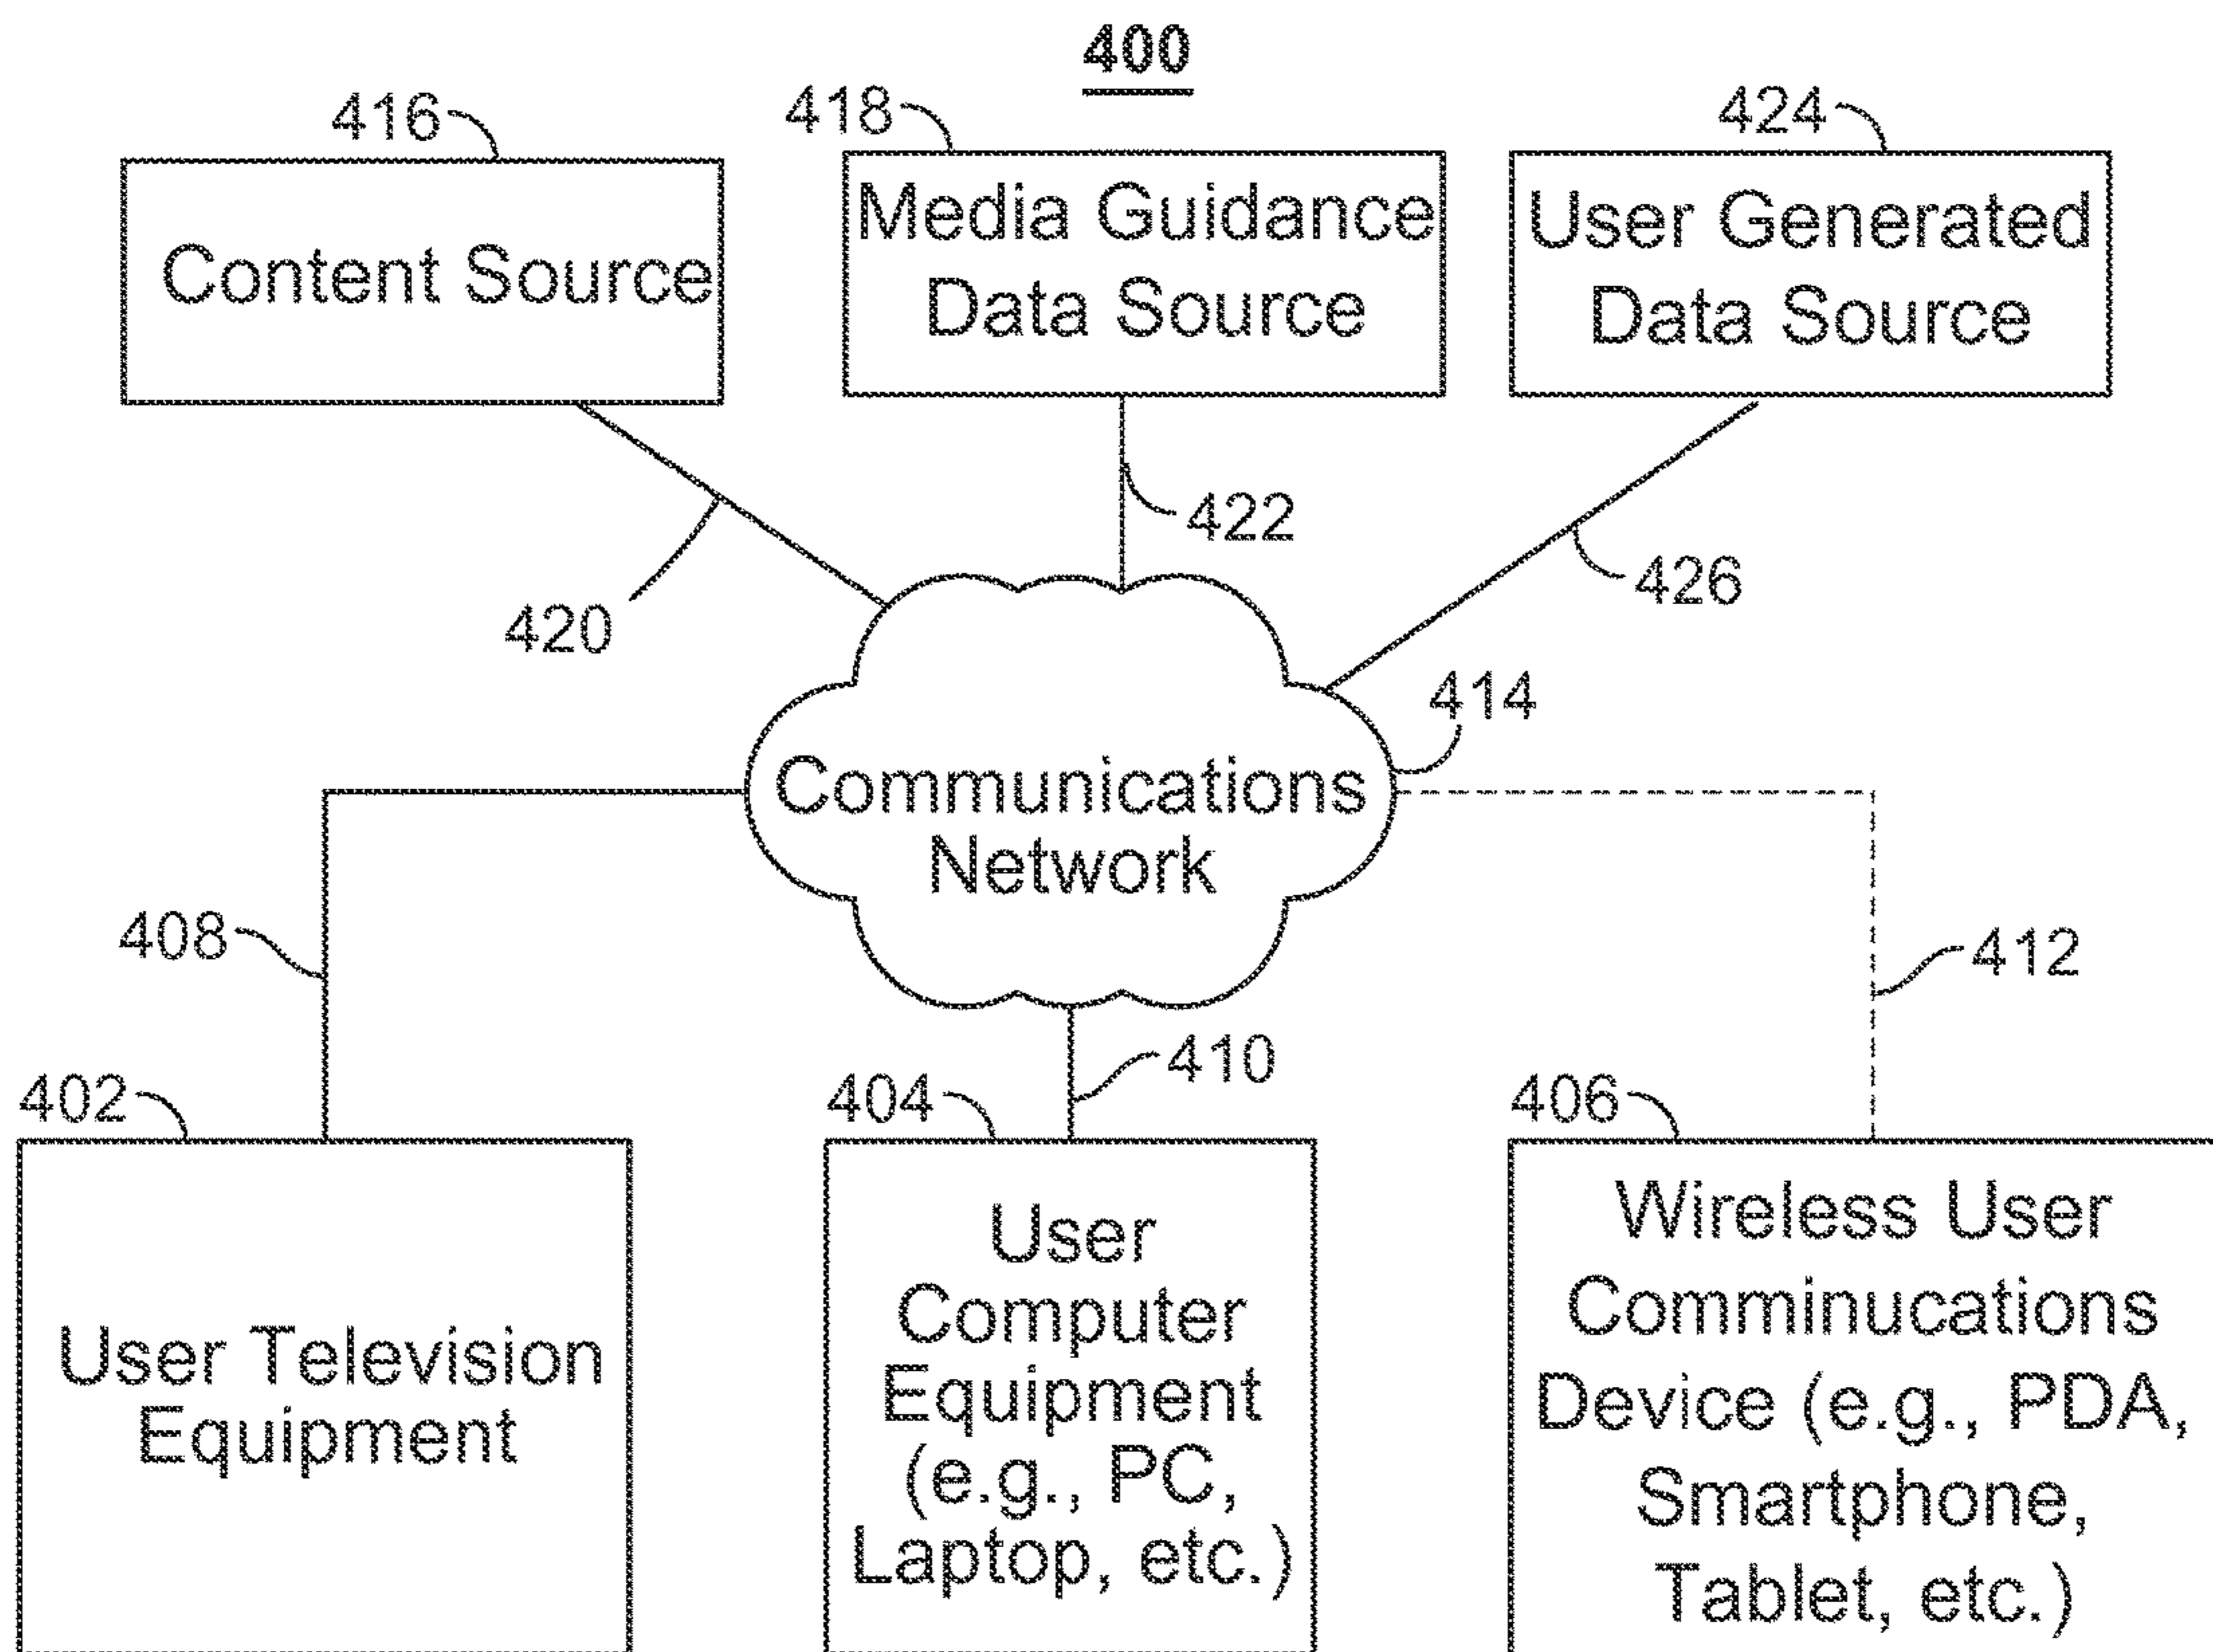 400
416
418
424
Content Source
Media Guidance
Data Source
User Generated
Data Source
420
422
426
414
Communications
Network
408
412
410
402
404
406
User Television
Equipment
User
Computer
Equipment
(e.g., PC,
Laptop, etc.)
Wireless User
Comminucations
Device (e.g., PDA,
Smartphone,
Tablet, etc.)